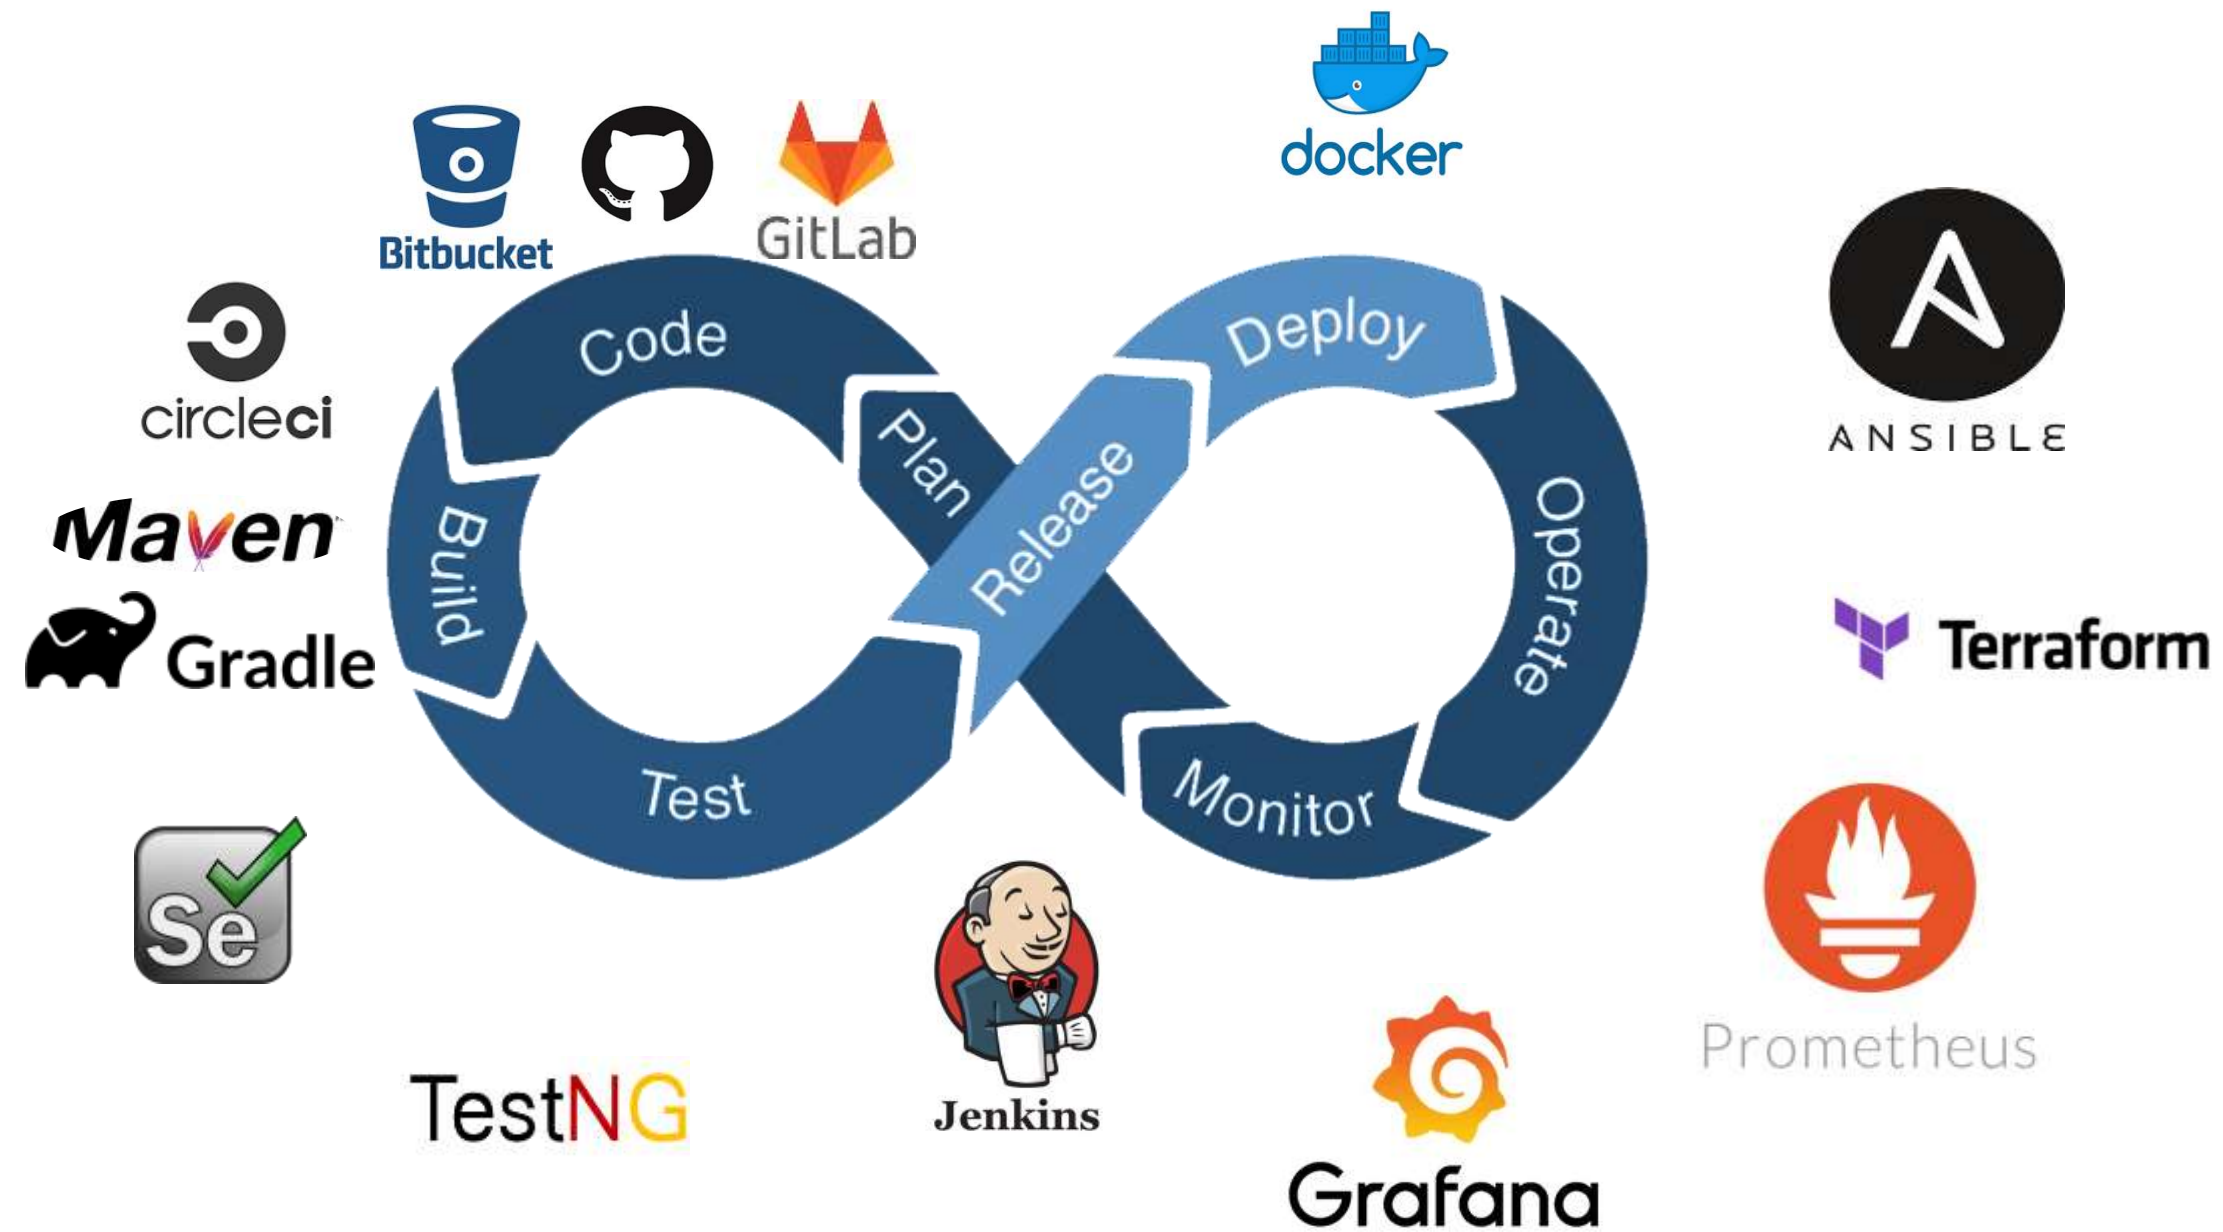 docker
Bitbucket
GitLab
circleci
Code
Deploy
ANSIBLE
Plan
Maven
Build
Release
Operate
Gradle
Terraform
Test
Monitor
Se
Prometheus
TestNG
Jenkins
Grafana